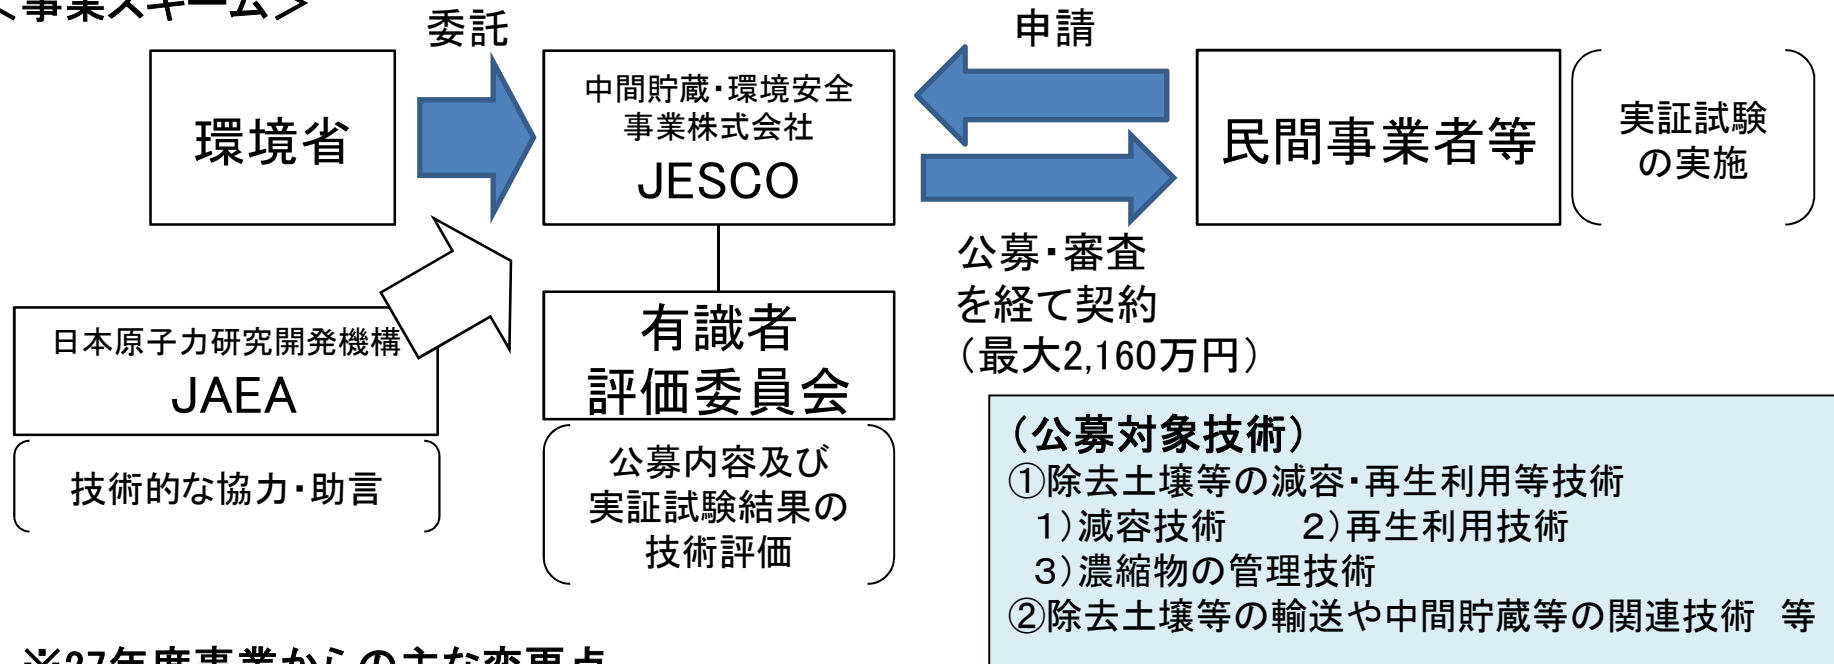 ＜事業スキーム＞
委託
申請
環境省
中間貯蔵・環境安全
事業株式会社
JESCO
民間事業者等
実証試験
の実施
公募・審査
を経て契約
（最大2,160万円）
日本原子力研究開発機構
JAEA
技術的な協力・助言
有識者
評価委員会
公募内容及び
実証試験結果の
技術評価
（公募対象技術）
①除去土壌等の減容・再生利用等技術
１）減容技術　　２）再生利用技術
３）濃縮物の管理技術
②除去土壌等の輸送や中間貯蔵等の関連技術　等
※27年度事業からの主な変更点